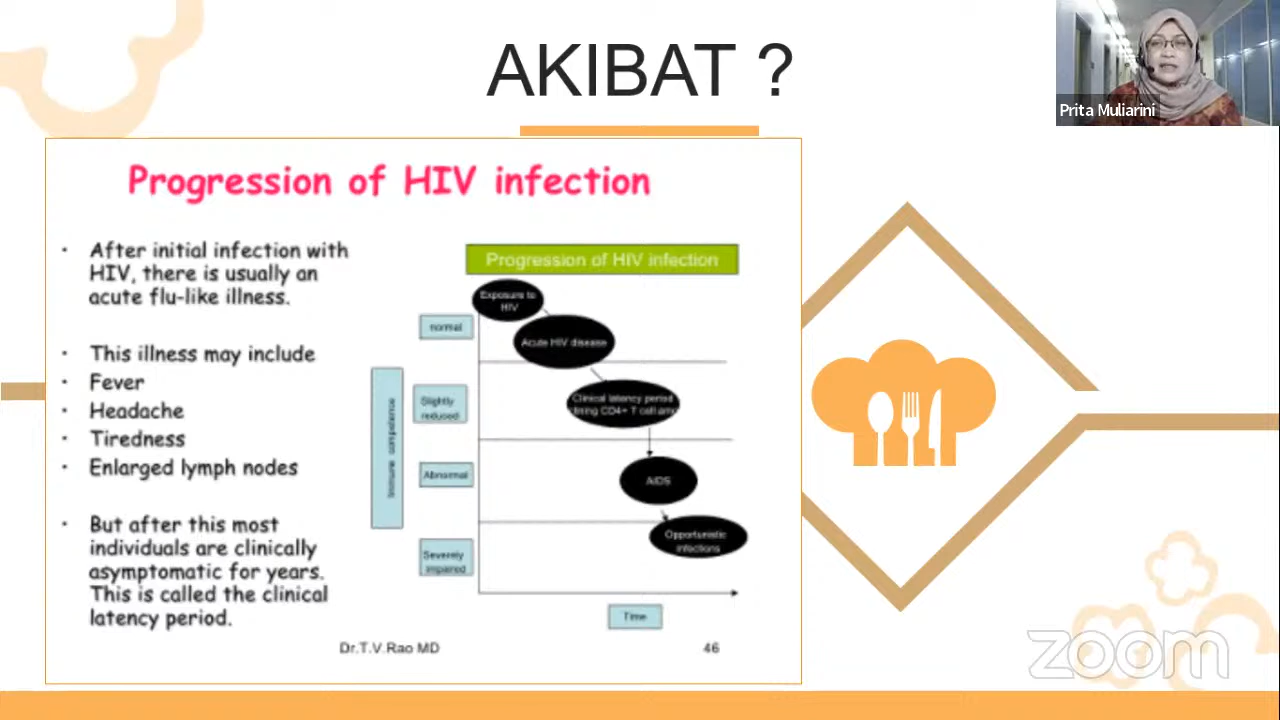 AKIBAT ?
Prita Muliarini
Progression of HIV infection
• After initial infection with
HIV, there is usually an
acute flu-like illness.
• This illness may include
• Fever
• Headache
• Tiredness
• Enlarged lymph nodes
• But after this most
individuals are clinically
asymptomatic for years.
This is called the clinical
latency period.
Progression of HIV infection
Exposure to
HIV
normal
Acute HIV disease
Immune competence
Slightly
reduced
Clinical latency period
CD4+ T cell
Abnormal
AIDS
Opportunistic
infections
Severely
impaired
Time
Dr.T.V.Rao MD
46
zoom